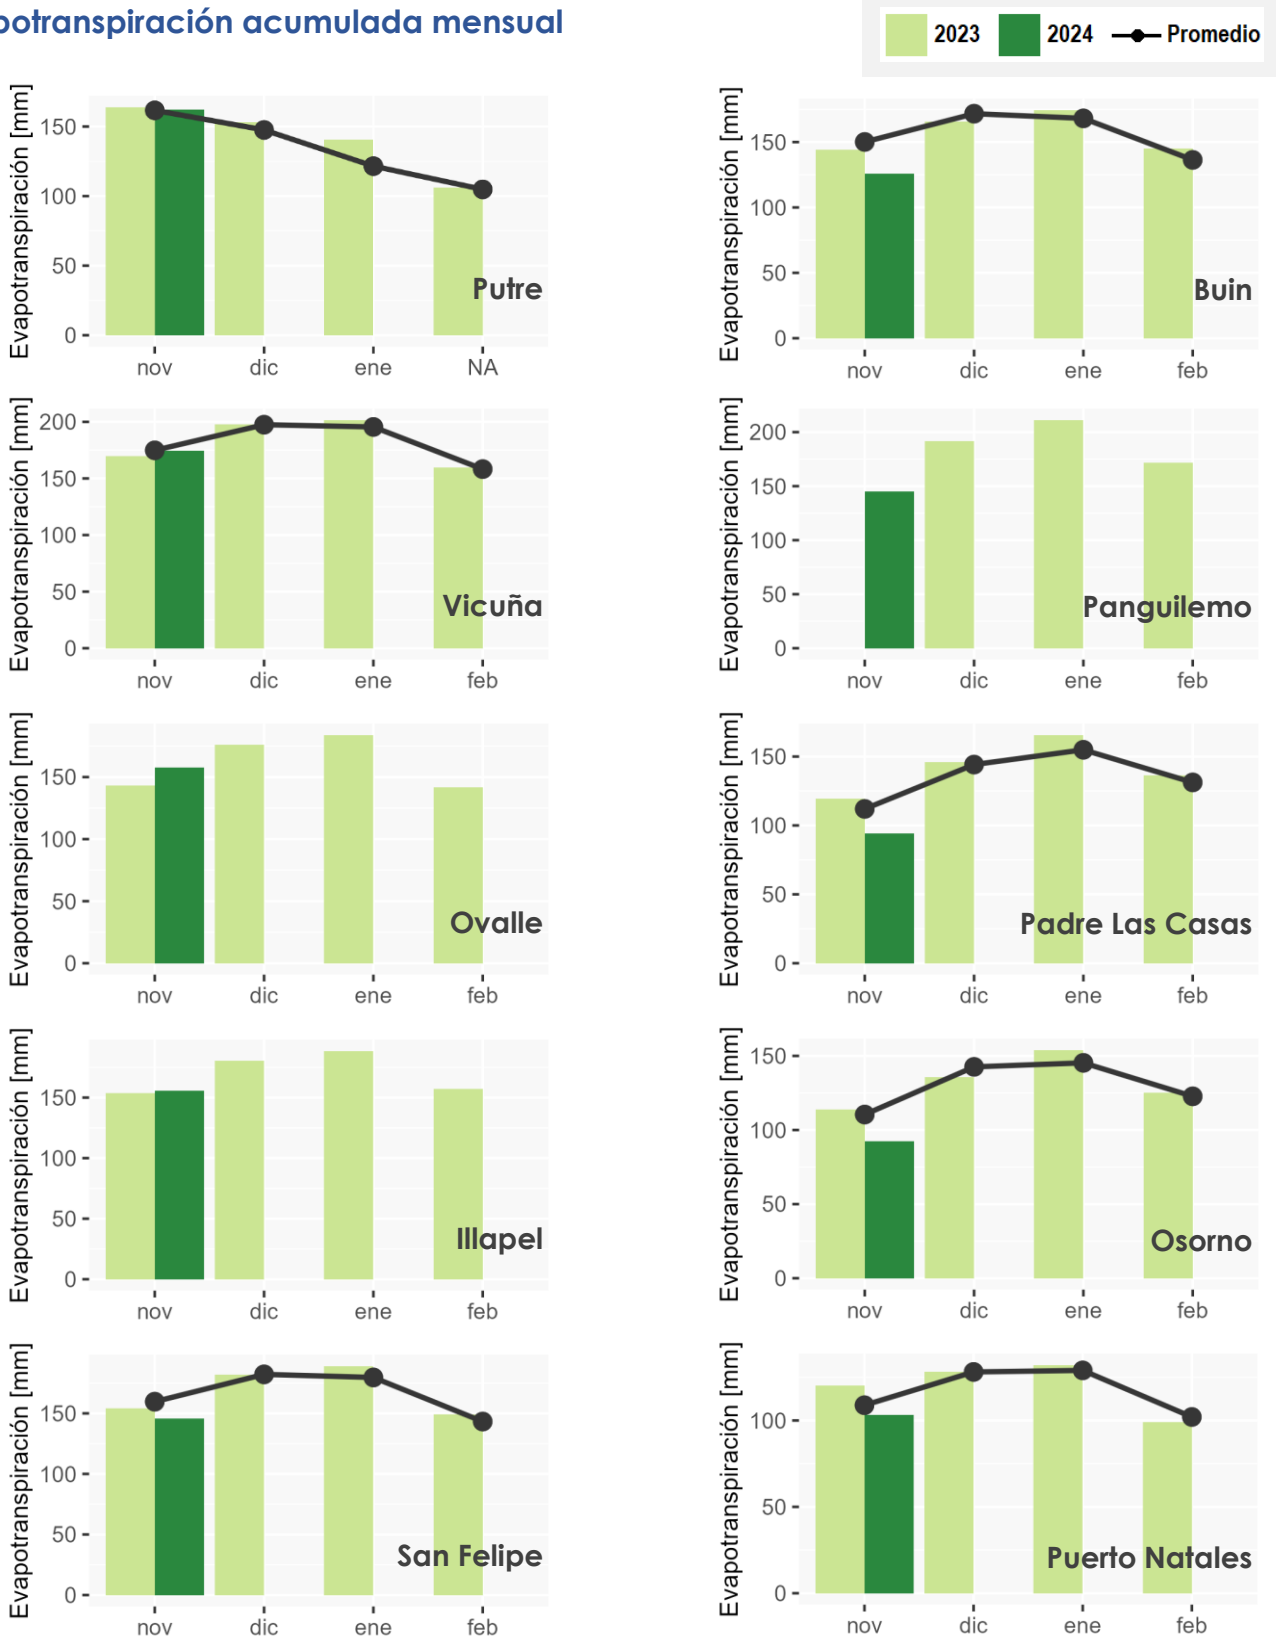 potranspiración acumulada mensual
2023 2024 Promedio
Evapotranspiración [mm]
150
100
50
0
Putre
nov dic ene NA
Evapotranspiración [mm]
150
100
50
0
Buin
nov dic ene feb
Evapotranspiración [mm]
200
150
100
50
0
Vicuña
nov dic ene feb
Evapotranspiración [mm]
200
150
100
50
0
Panguilemo
nov dic ene feb
Evapotranspiración [mm]
150
100
50
0
Ovalle
nov dic ene feb
Evapotranspiración [mm]
150
100
50
0
Padre Las Casas
nov dic ene feb
Evapotranspiración [mm]
150
100
50
0
Illapel
nov dic ene feb
Evapotranspiración [mm]
150
100
50
0
Osorno
nov dic ene feb
Evapotranspiración [mm]
150
100
50
0
San Felipe
nov dic ene feb
Evapotranspiración [mm]
100
50
0
Puerto Natales
nov dic ene feb